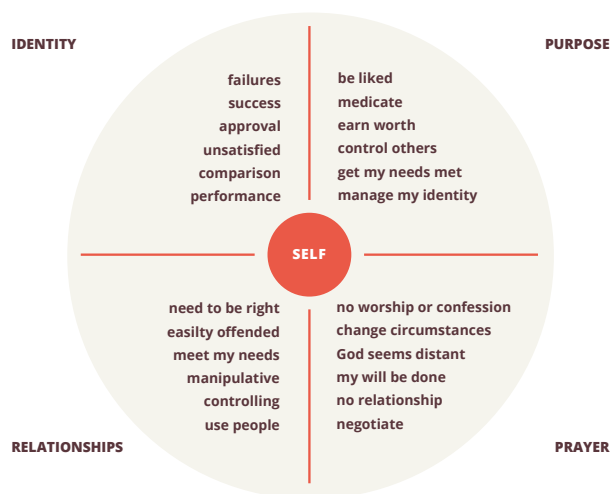 IDENTITY
PURPOSE
failures
success
approval
unsatisfied
comparison
performance
be liked
medicate
earn worth
control others
get my needs met
manage my identity
SELF
need to be right
easilty offended
meet my needs
manipulative
controlling
use people
no worship or confession
change circumstances
God seems distant
my will be done
no relationship
negotiate
RELATIONSHIPS
PRAYER